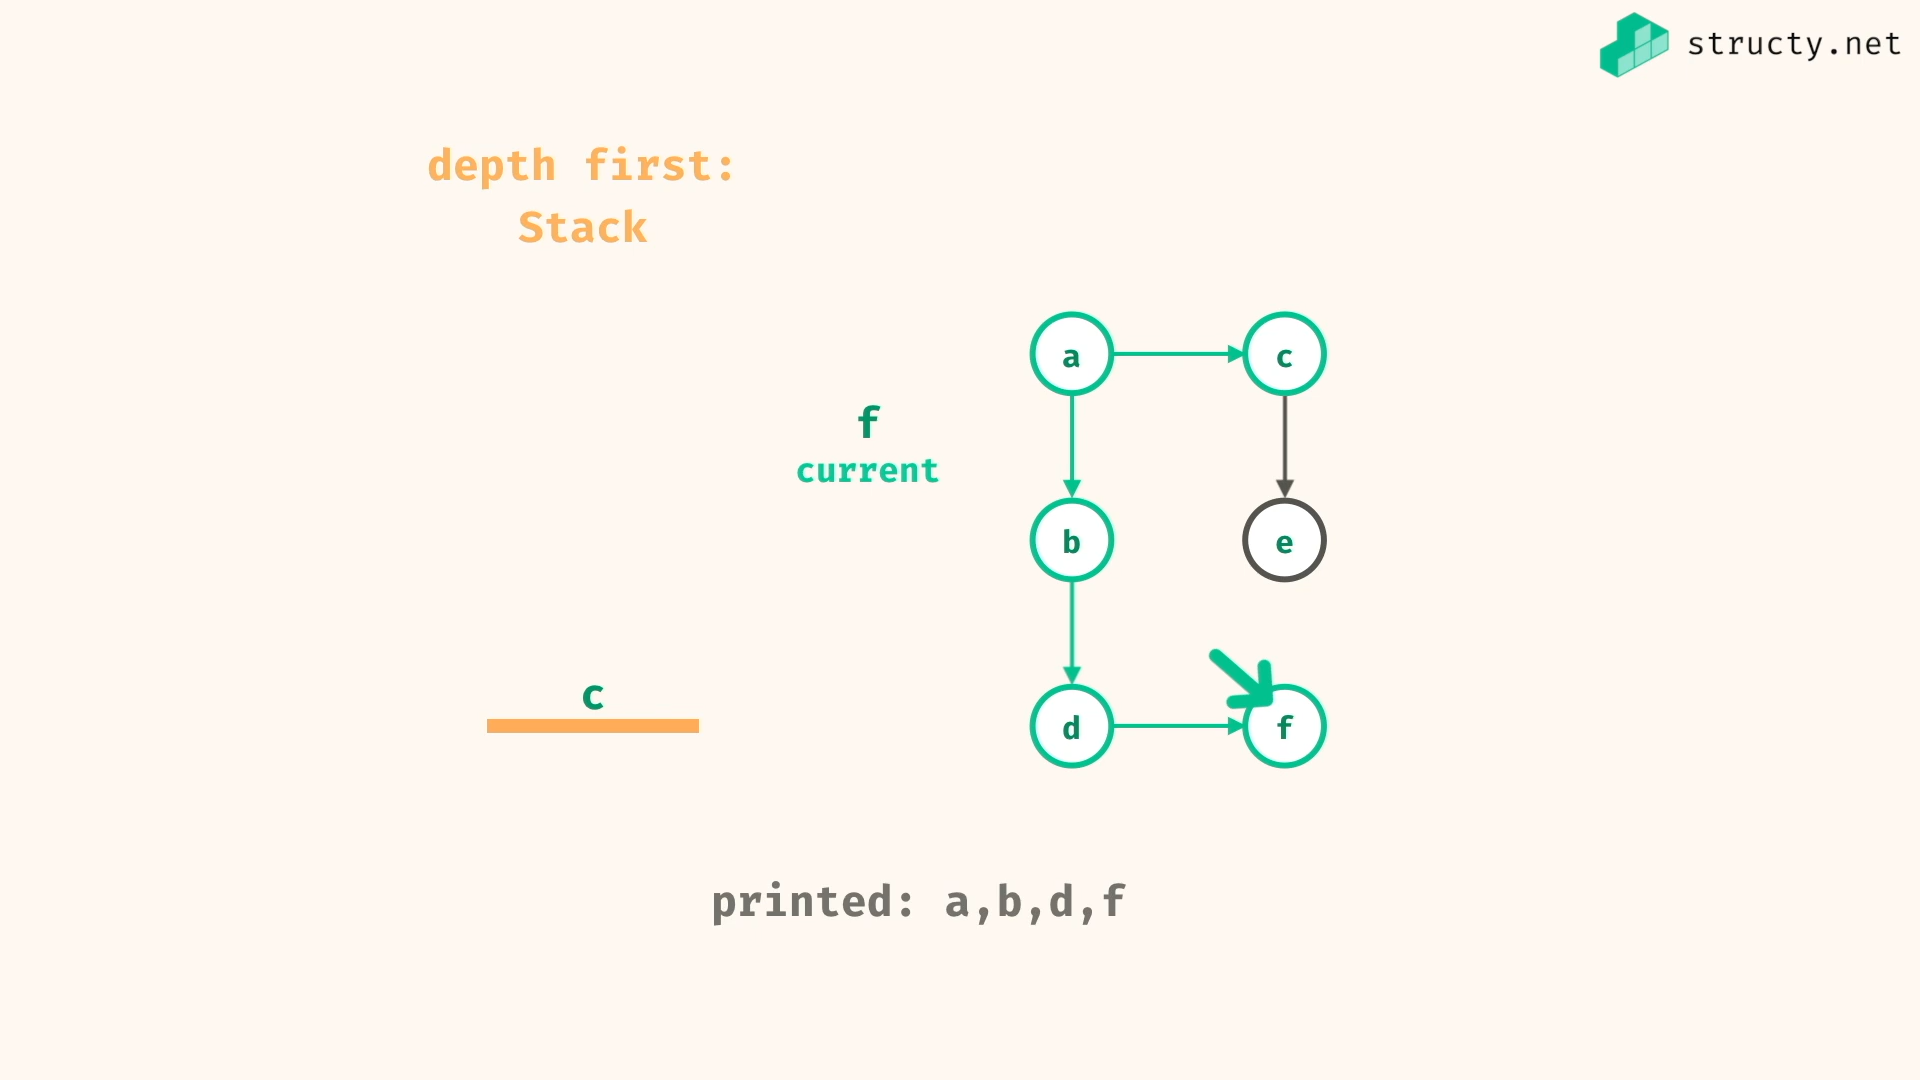 structy.net
depth first:
Stack
a
c
f
current
b
e
c
d
f
printed: a,b,d,f